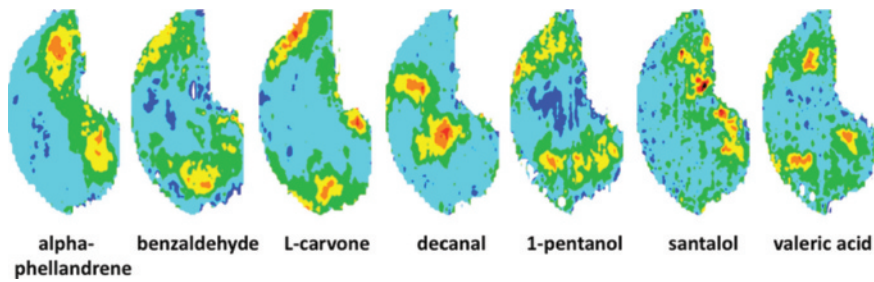 alpha- benzaldehyde L-carvone decanal 1-pentanol santalol valeric acid
phellandrene